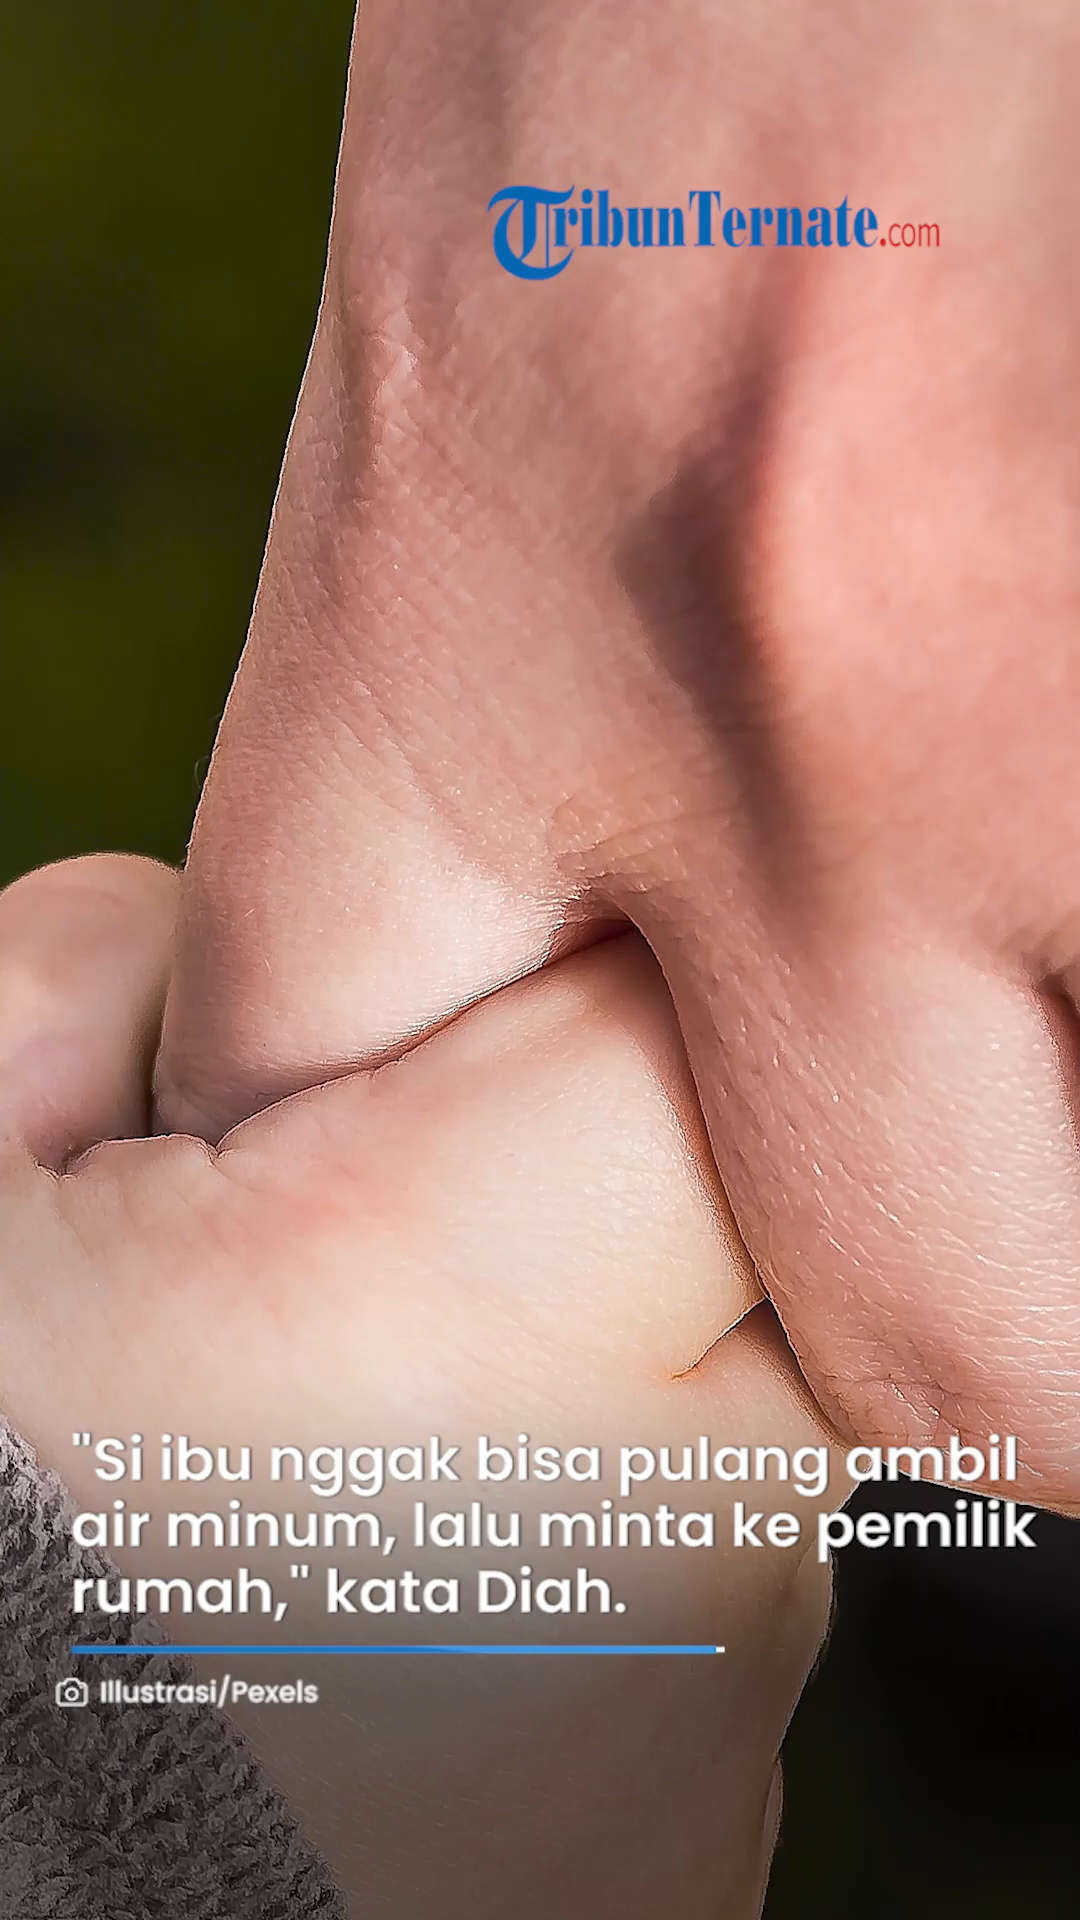 TribunTernate.com
"Si ibu nggak bisa pulang ambil
air minum, lalu minta ke pemilik
rumah," kata Diah.
Illustrasi/Pexels